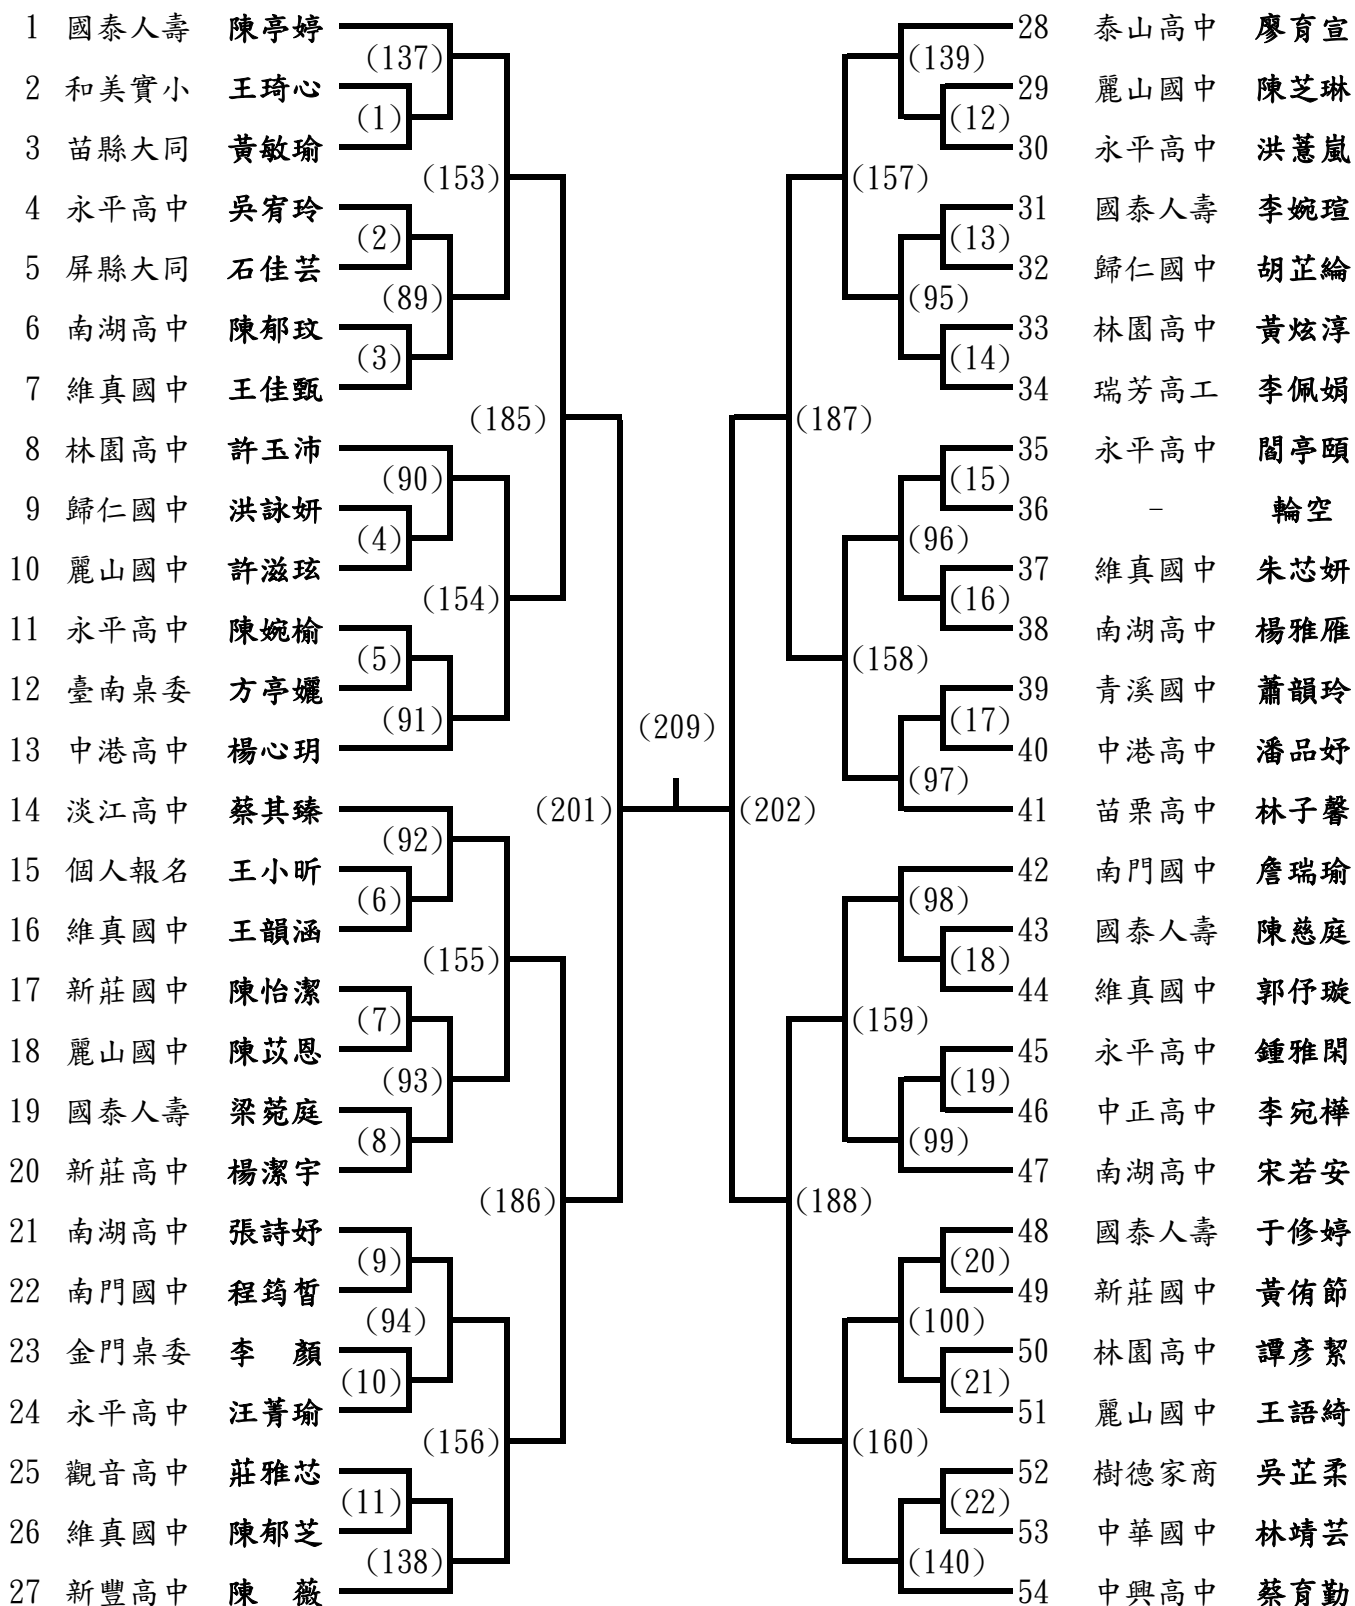 1 國泰人壽 陳亭婷
(137)
2 和美實小 王琦心
(1)
3 苗縣大同 黃敏瑜
(153)
4 永平高中 吳宥玲
(2)
5 屏縣大同 石佳芸
(89)
6 南湖高中 陳郁玟
(3)
7 維真國中 王佳甄
(185)
8 林園高中 許玉沛
(90)
9 歸仁國中 洪詠妍
(4)
10 麗山國中 許滋玹
(154)
11 永平高中 陳婉榆
(5)
12 臺南桌委 方亭孋
(91)
13 中港高中 楊心玥
(201)
14 淡江高中 蔡其臻
(92)
15 個人報名 王小昕
(6)
16 維真國中 王韻涵
(155)
17 新莊國中 陳怡潔
(7)
18 麗山國中 陳苡恩
(93)
19 國泰人壽 梁菀庭
(8)
20 新莊高中 楊潔宇
(186)
21 南湖高中 張詩妤
(9)
22 南門國中 程筠晳
(94)
23 金門桌委 李 顏
(10)
24 永平高中 汪菁瑜
(156)
25 觀音高中 莊雅芯
(11)
26 維真國中 陳郁芝
(138)
27 新豐高中 陳 薇
(209)
28 泰山高中 廖育宣
(139)
29 麗山國中 陳芝琳
(12)
30 永平高中 洪薏嵐
(157)
31 國泰人壽 李婉瑄
(13)
32 歸仁國中 胡芷綸
(95)
33 林園高中 黃炫淳
(14)
34 瑞芳高工 李佩娟
(187)
35 永平高中 閻亭頤
(15)
36 - 輪空
(96)
37 維真國中 朱芯妍
(16)
38 南湖高中 楊雅雁
(158)
39 青溪國中 蕭韻玲
(17)
40 中港高中 潘品妤
(97)
41 苗栗高中 林子馨
(202)
42 南門國中 詹瑞瑜
(98)
43 國泰人壽 陳慈庭
(18)
44 維真國中 郭伃璇
(159)
45 永平高中 鍾雅閑
(19)
46 中正高中 李宛樺
(99)
47 南湖高中 宋若安
(188)
48 國泰人壽 于修婷
(20)
49 新莊國中 黃侑節
(100)
50 林園高中 譚彥絜
(21)
51 麗山國中 王語綺
(160)
52 樹德家商 吳芷柔
(22)
53 中華國中 林靖芸
(140)
54 中興高中 蔡育勤